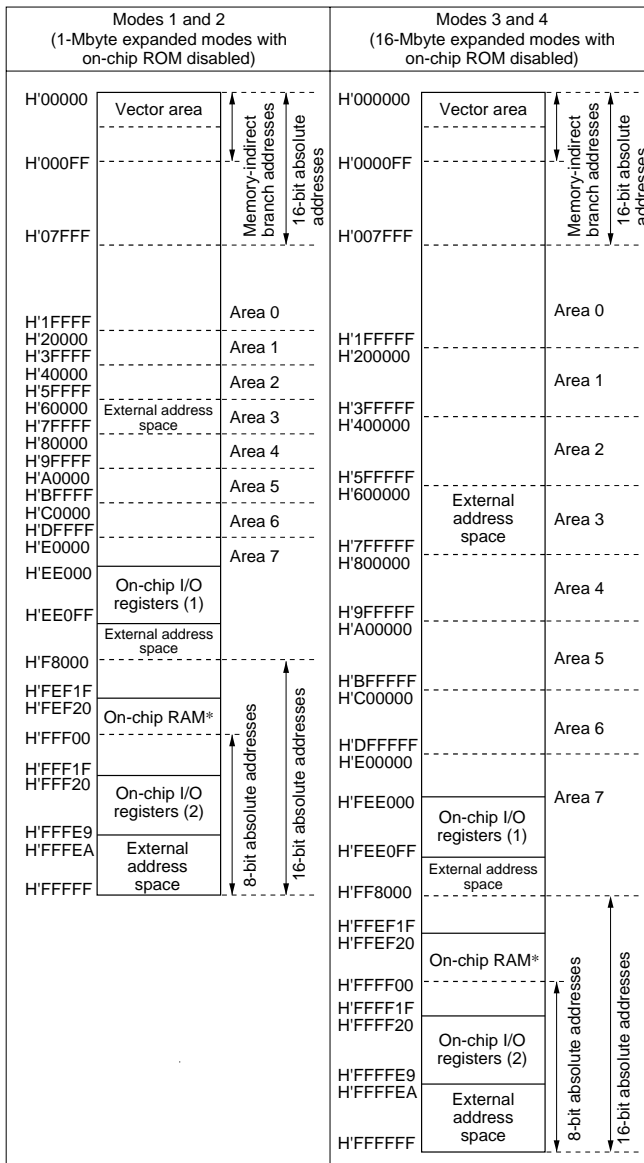 Modes 1 and 2
(1-Mbyte expanded modes with
on-chip ROM disabled)
H'00000
Vector area
H'000FF
H'07FFF
Memory-indirect
branch addresses
16-bit absolute
addresses
Area 0
H'1FFFF
H'20000
Area 1
H'3FFFF
H'40000
Area 2
H'5FFFF
H'60000
External address
space
Area 3
H'7FFFF
H'80000
Area 4
H'9FFFF
H'A0000
Area 5
H'BFFFF
H'C0000
Area 6
H'DFFFF
H'E0000
Area 7
H'EE000
On-chip I/O
registers (1)
H'EE0FF
External address
space
H'F8000
H'FEF1F
H'FEF20
On-chip RAM*
H'FFF00
H'FFF1F
H'FFF20
On-chip I/O
registers (2)
H'FFFE9
H'FFFEA
External
address
space
H'FFFFF
8-bit absolute addresses
16-bit absolute addresses
Modes 3 and 4
(16-Mbyte expanded modes with
on-chip ROM disabled)
H'000000
Vector area
H'0000FF
H'007FFF
Memory-indirect
branch addresses
16-bit absolute
addresses
Area 0
H'1FFFFF
H'200000
Area 1
H'3FFFFF
H'400000
Area 2
H'5FFFFF
H'600000
External
address
space
Area 3
H'7FFFFF
H'800000
Area 4
H'9FFFFF
H'A00000
Area 5
H'BFFFFF
H'C00000
Area 6
H'DFFFFF
H'E00000
Area 7
H'FEE000
On-chip I/O
registers (1)
H'FEE0FF
External address
space
H'FF8000
H'FFEF1F
H'FFEF20
On-chip RAM*
H'FFFF00
H'FFFF1F
H'FFFF20
On-chip I/O
registers (2)
H'FFFFE9
H'FFFFEA
External
address
space
H'FFFFFF
8-bit absolute addresses
16-bit absolute addresses